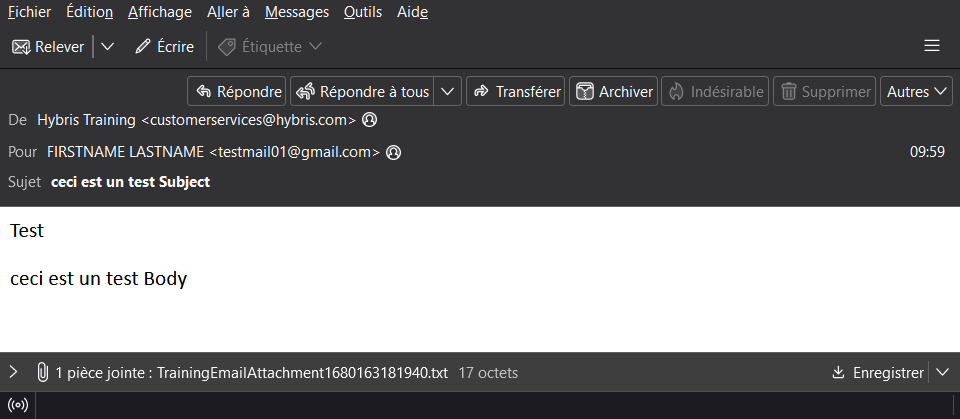 Fichier Édition Affichage Aller à Messages Outils Aide
Relever Écrire Étiquette
Répondre Répondre à tous Transférer Archiver Indésirable Supprimer Autres
De Hybris Training <customerservices@hybris.com>
Pour FIRSTNAME LASTNAME <testmail01@gmail.com> 09:59
Sujet ceci est un test Subject
Test
ceci est un test Body
1 pièce jointe : TrainingEmailAttachment1680163181940.txt 17 octets Enregistrer